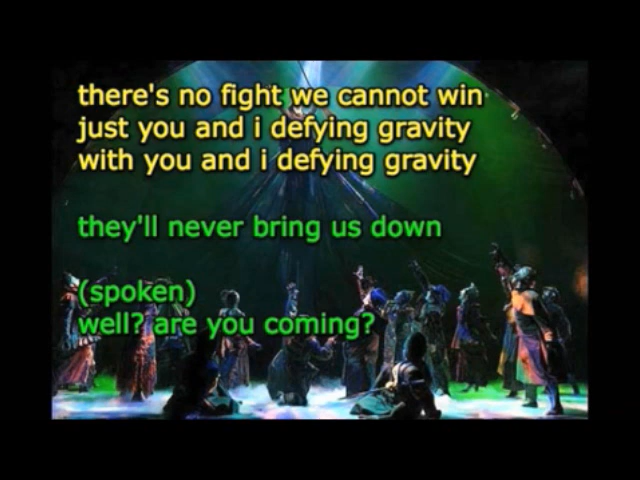 there's no fight we cannot win
just you and i defying gravity
with you and i defying gravity
they'll never bring us down
(spoken)
well? are you coming?